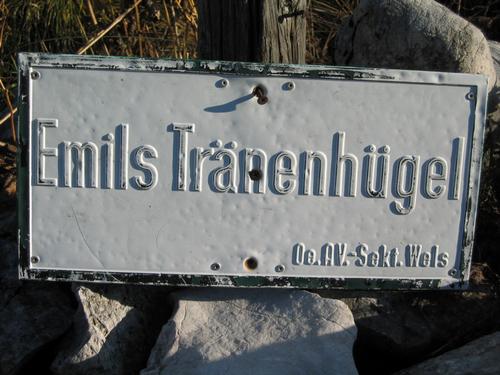 Emils Tränenhügel
Oe.AV.-Sekt. Wels